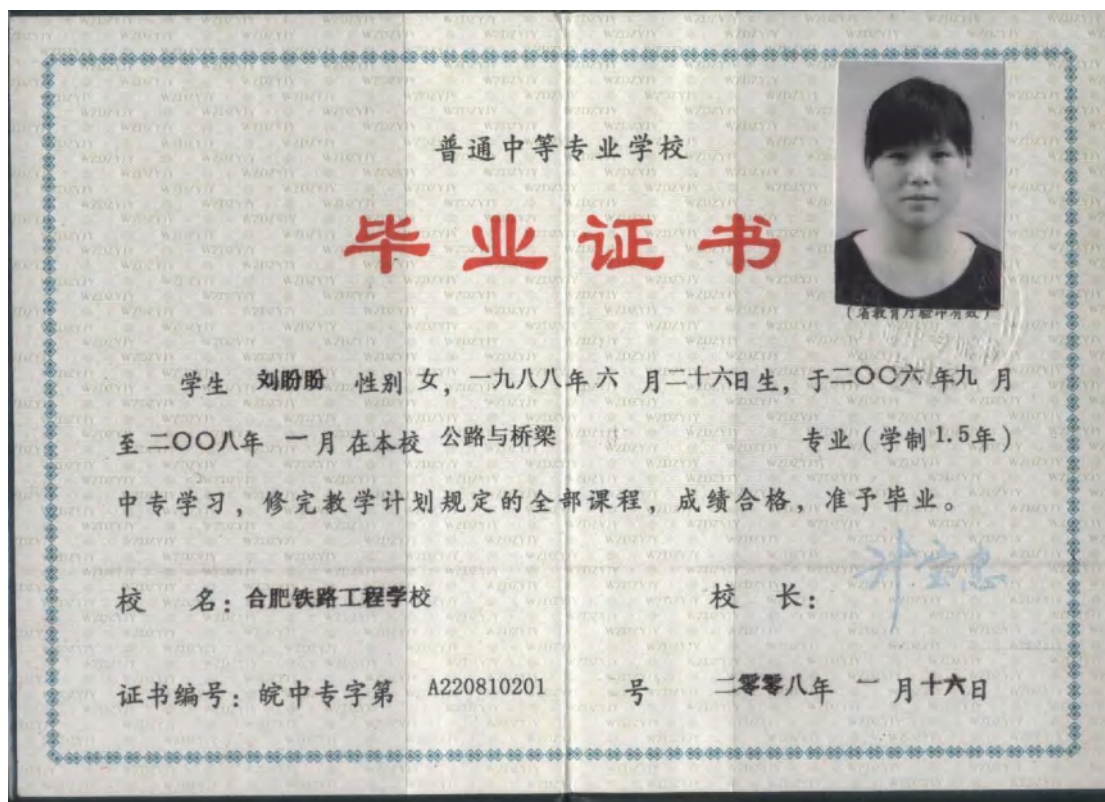 普通中等专业学校
毕业证书
(省教育厅验印有效)
学生 刘盼盼 性别 女，一九八八年六 月二十六日生，于二〇〇六年九 月
至二〇〇八年 一月在本校 公路与桥梁 专业（学制1.5年）
中专学习，修完教学计划规定的全部课程，成绩合格，准予毕业。
校 名：合肥铁路工程学校 校 长：
证书编号：皖中专字第 A220810201 号 二零零八年 一 月十六日